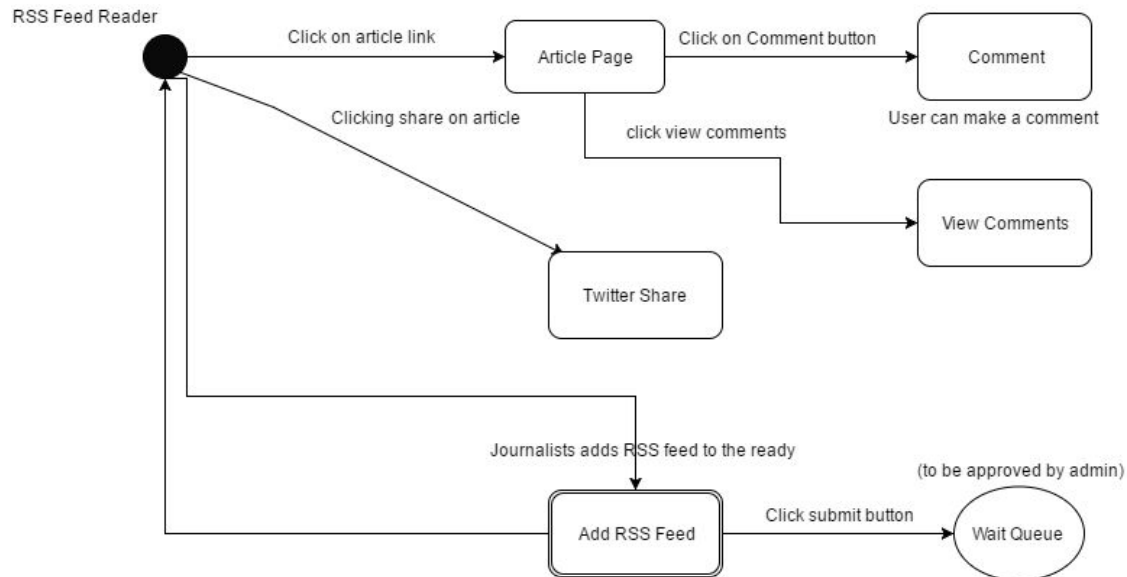 RSS Feed Reader
Click on article link
Article Page
Click on Comment button
Comment
User can make a comment
Clicking share on article
click view comments
View Comments
Twitter Share
Journalists adds RSS feed to the ready
Add RSS Feed
Click submit button
(to be approved by admin)
Wait Queue